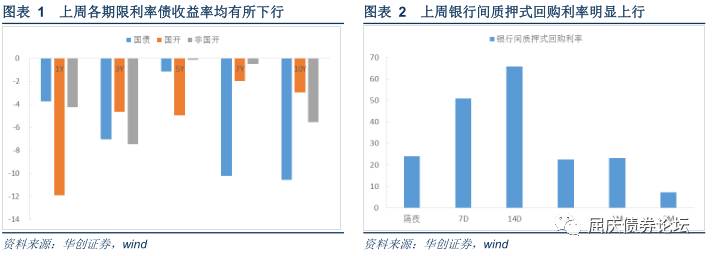 图表 1 上周各期限利率债收益率均有所下行
国债 国开 非国开
0
-2
-4
-6
-8
-10
-12
-14
1Y 3Y 5Y 7Y 10Y
资料来源：华创证券，wind
图表 2 上周银行间质押式回购利率明显上行
银行间质押式回购利率
70
60
50
40
30
20
10
0
隔夜 7D 14D
屈庆债券论坛
资料来源：华创证券，wind